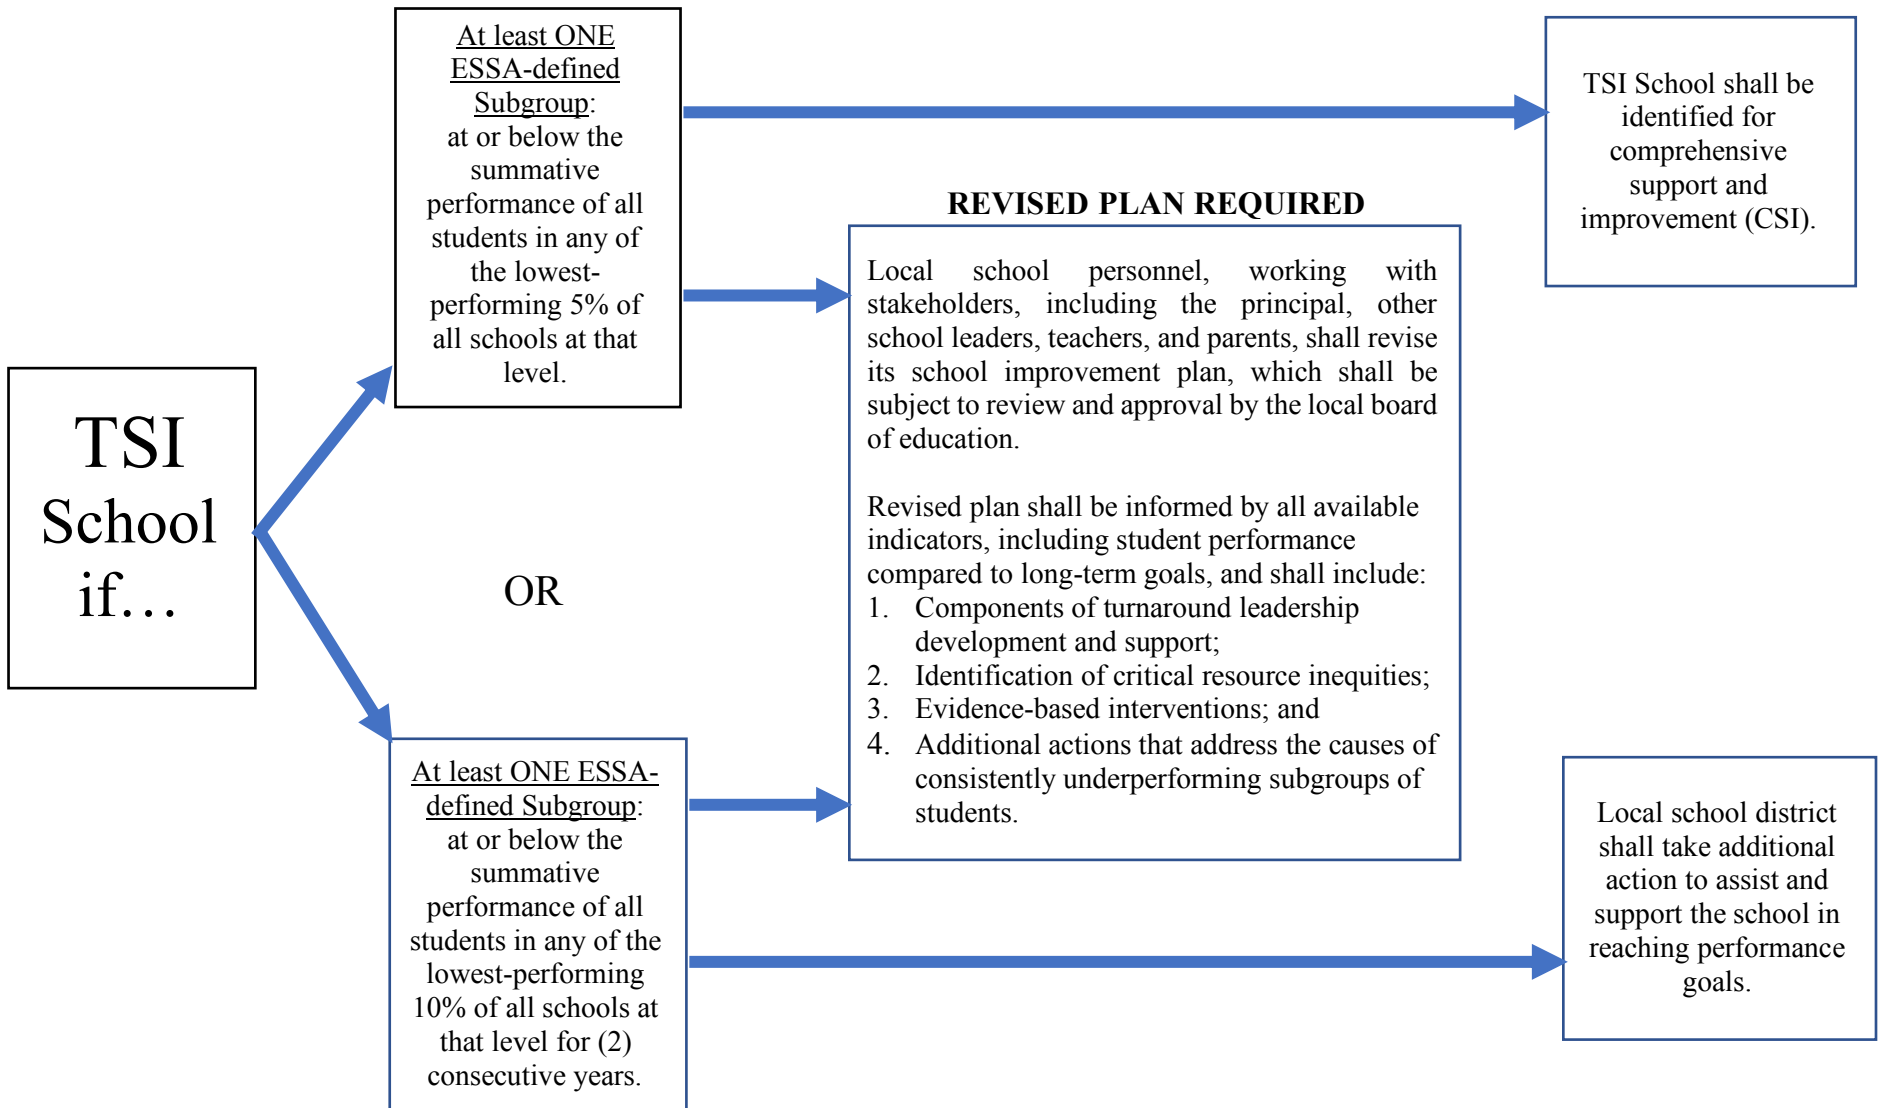 TSI
School
if…
At least ONE
ESSA-defined
Subgroup:
at or below the
summative
performance of all
students in any of
the lowest-
performing 5% of
all schools at that
level.
OR
At least ONE ESSA-
defined Subgroup:
at or below the
summative
performance of all
students in any of the
lowest-performing
10% of all schools at
that level for (2)
consecutive years.
REVISED PLAN REQUIRED
Local school personnel, working with
stakeholders, including the principal, other
school leaders, teachers, and parents, shall revise
its school improvement plan, which shall be
subject to review and approval by the local board
of education.
Revised plan shall be informed by all available
indicators, including student performance
compared to long-term goals, and shall include:
1. Components of turnaround leadership
development and support;
2. Identification of critical resource inequities;
3. Evidence-based interventions; and
4. Additional actions that address the causes of
consistently underperforming subgroups of
students.
TSI School shall be
identified for
comprehensive
support and
improvement (CSI).
Local school district
shall take additional
action to assist and
support the school in
reaching performance
goals.